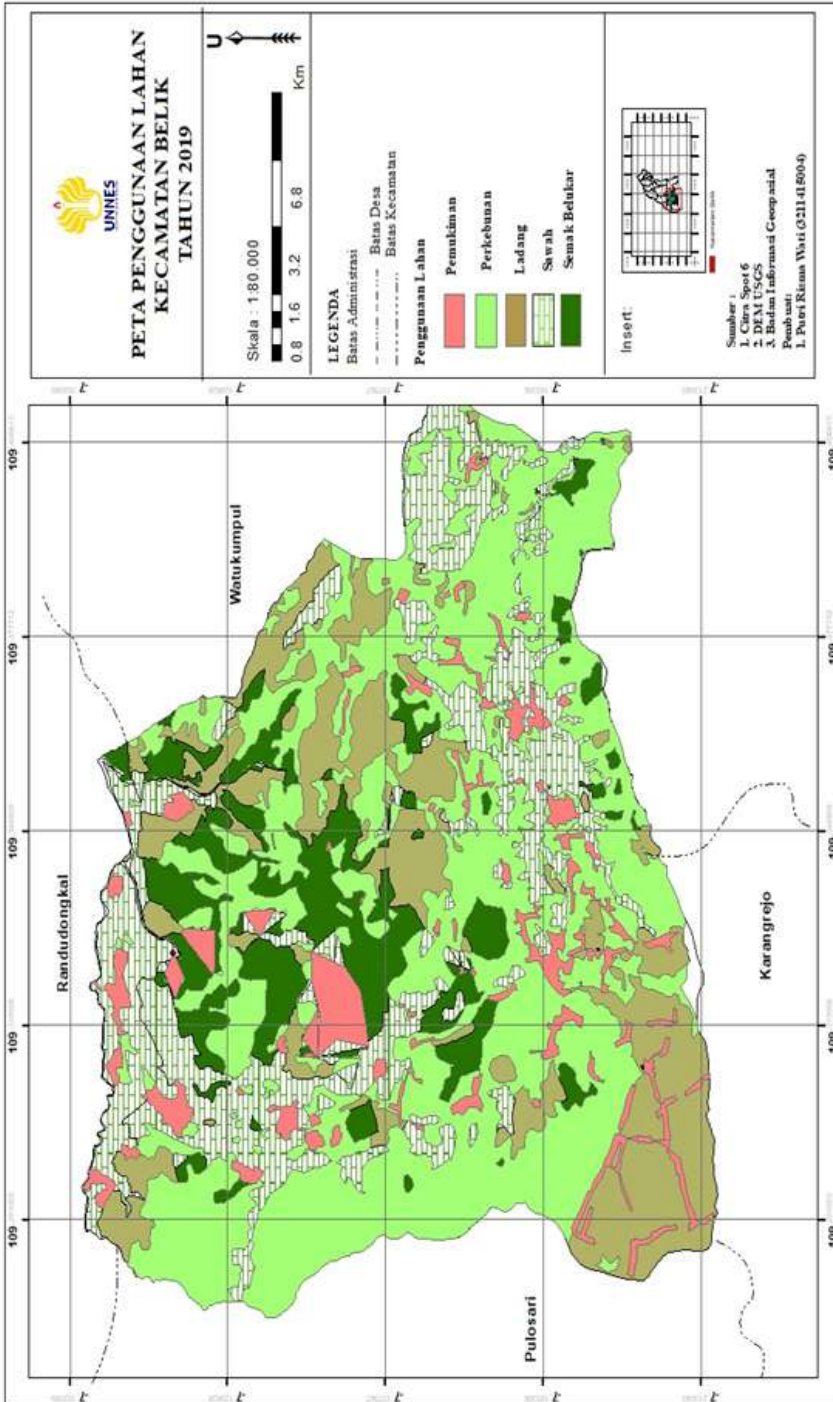 UNNES
PETA PENGGUNAAN LAHAN
KECAMATAN BELIK
TAHUN 2019
Skala : 1:80.000
U
0.8 1.6 3.2 6.8 Km
LEGENDA
Batas Administrasi
Batas Desa
Batas Kecamatan
Penggunaan Lahan
Pemukiman
Perkebunan
Ladang
Sawah
Semak Belukar
Insert:
Sumber :
1. Citra Spot 6
2. DEM USGS
3. Badan Informasi Geospasial
Pembuat:
1. Putri Risma Wari (3211415004)
109 109 109 109 109
Randudongkal
Watukumpul
Pulosari
Karangrejo
109 109 109 109 109